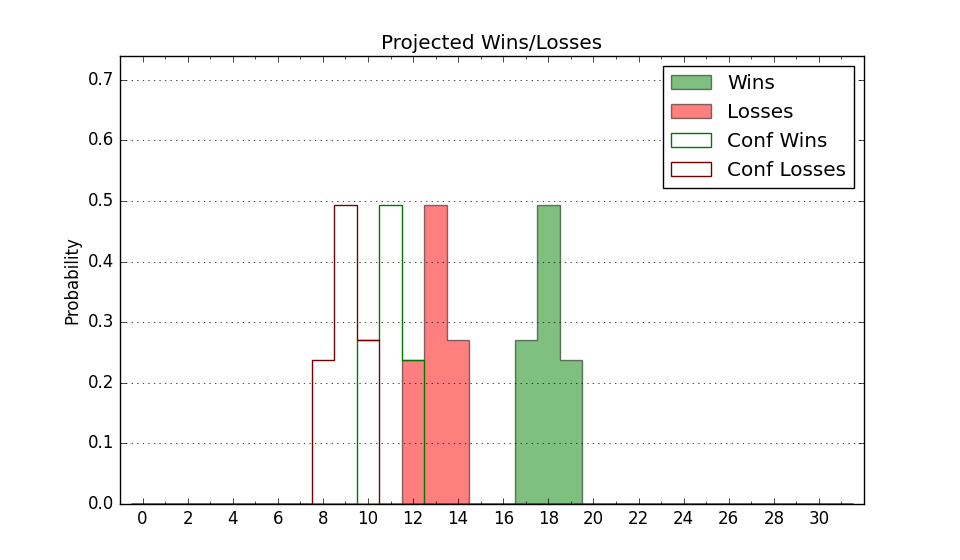 Projected Wins/Losses
0.7
0.6
0.5
0.4
0.3
0.2
0.1
0.0
Probability
Wins
Losses
Conf Wins
Conf Losses
0 2 4 6 8 10 12 14 16 18 20 22 24 26 28 30